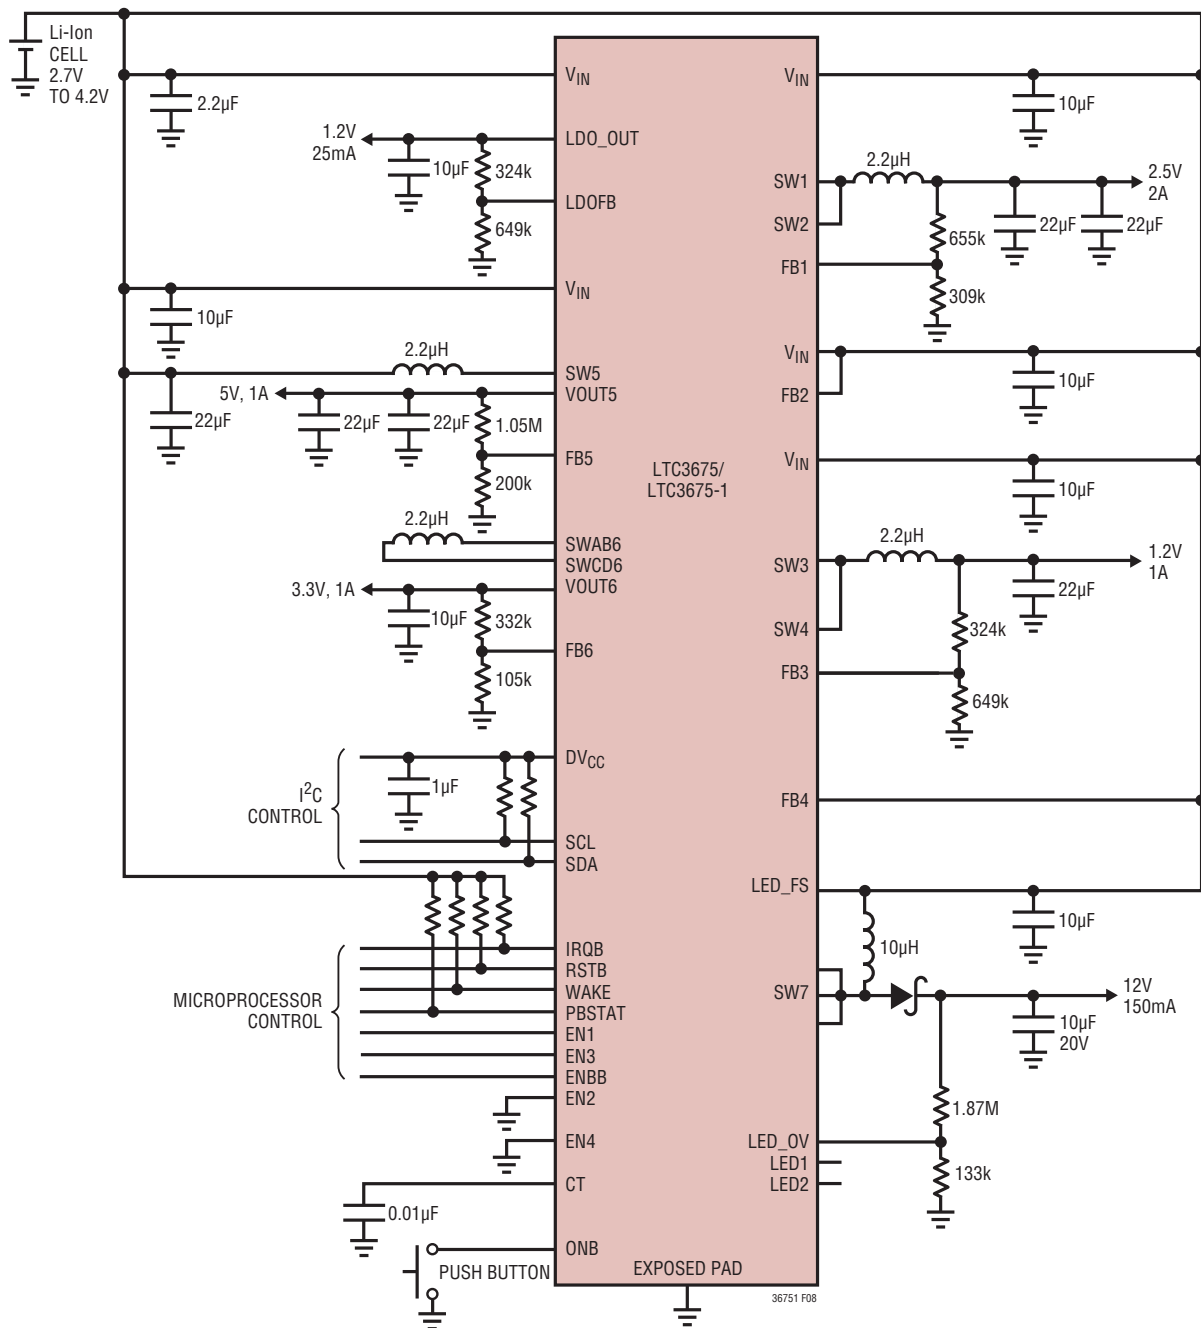 Li-Ion
CELL
2.7V
TO 4.2V
VIN
2.2µF
1.2V
25mA
LDO_OUT
10µF
324k
LDOFB
649k
VIN
10µF
2.2µH
SW5
5V, 1A
VOUT5
22µF
22µF
22µF
1.05M
FB5
200k
2.2µH
SWAB6
SWCD6
3.3V, 1A
VOUT6
10µF
332k
FB6
105k
I2C
CONTROL
DVCC
1µF
SCL
SDA
MICROPROCESSOR
CONTROL
IRQB
RSTB
WAKE
PBSTAT
EN1
EN3
ENBB
EN2
EN4
CT
0.01µF
ONB
PUSH BUTTON
LTC3675/
LTC3675-1
EXPOSED PAD
VIN
10µF
SW1
2.2µH
2.5V
2A
SW2
655k
22µF
22µF
FB1
309k
VIN
10µF
FB2
VIN
10µF
2.2µH
SW3
1.2V
1A
22µF
SW4
324k
FB3
649k
FB4
LED_FS
10µF
10µH
SW7
12V
150mA
10µF
20V
1.87M
LED_OV
LED1
LED2
133k
36751 F08